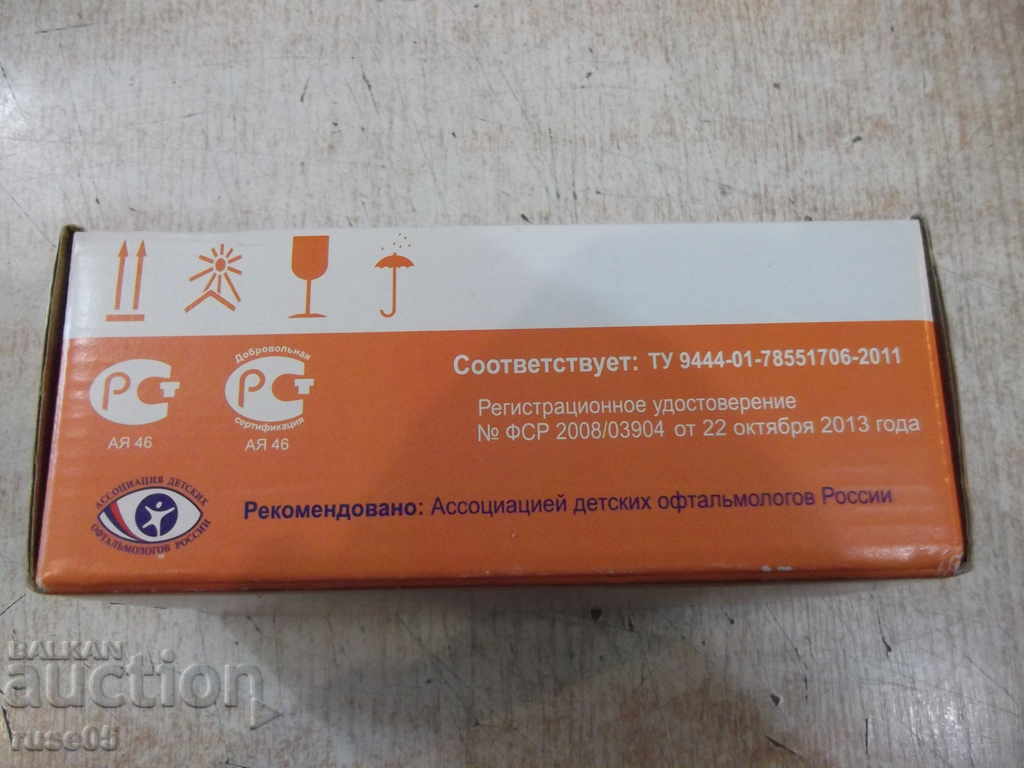 Соответствует: ТУ 9444-01-78551706-2011
Регистрационное удостоверение
№ ФСР 2008/03904 от 22 октября 2013 года
РСТ
АЯ 46
Добровольная
РСТ
сертификация
АЯ 46
АССОЦИАЦИЯ ДЕТСКИХ
ОФТАЛЬМОЛОГОВ РОССИИ
Рекомендовано: Ассоциацией детских офтальмологов России
BALKAN
auction
ruse05